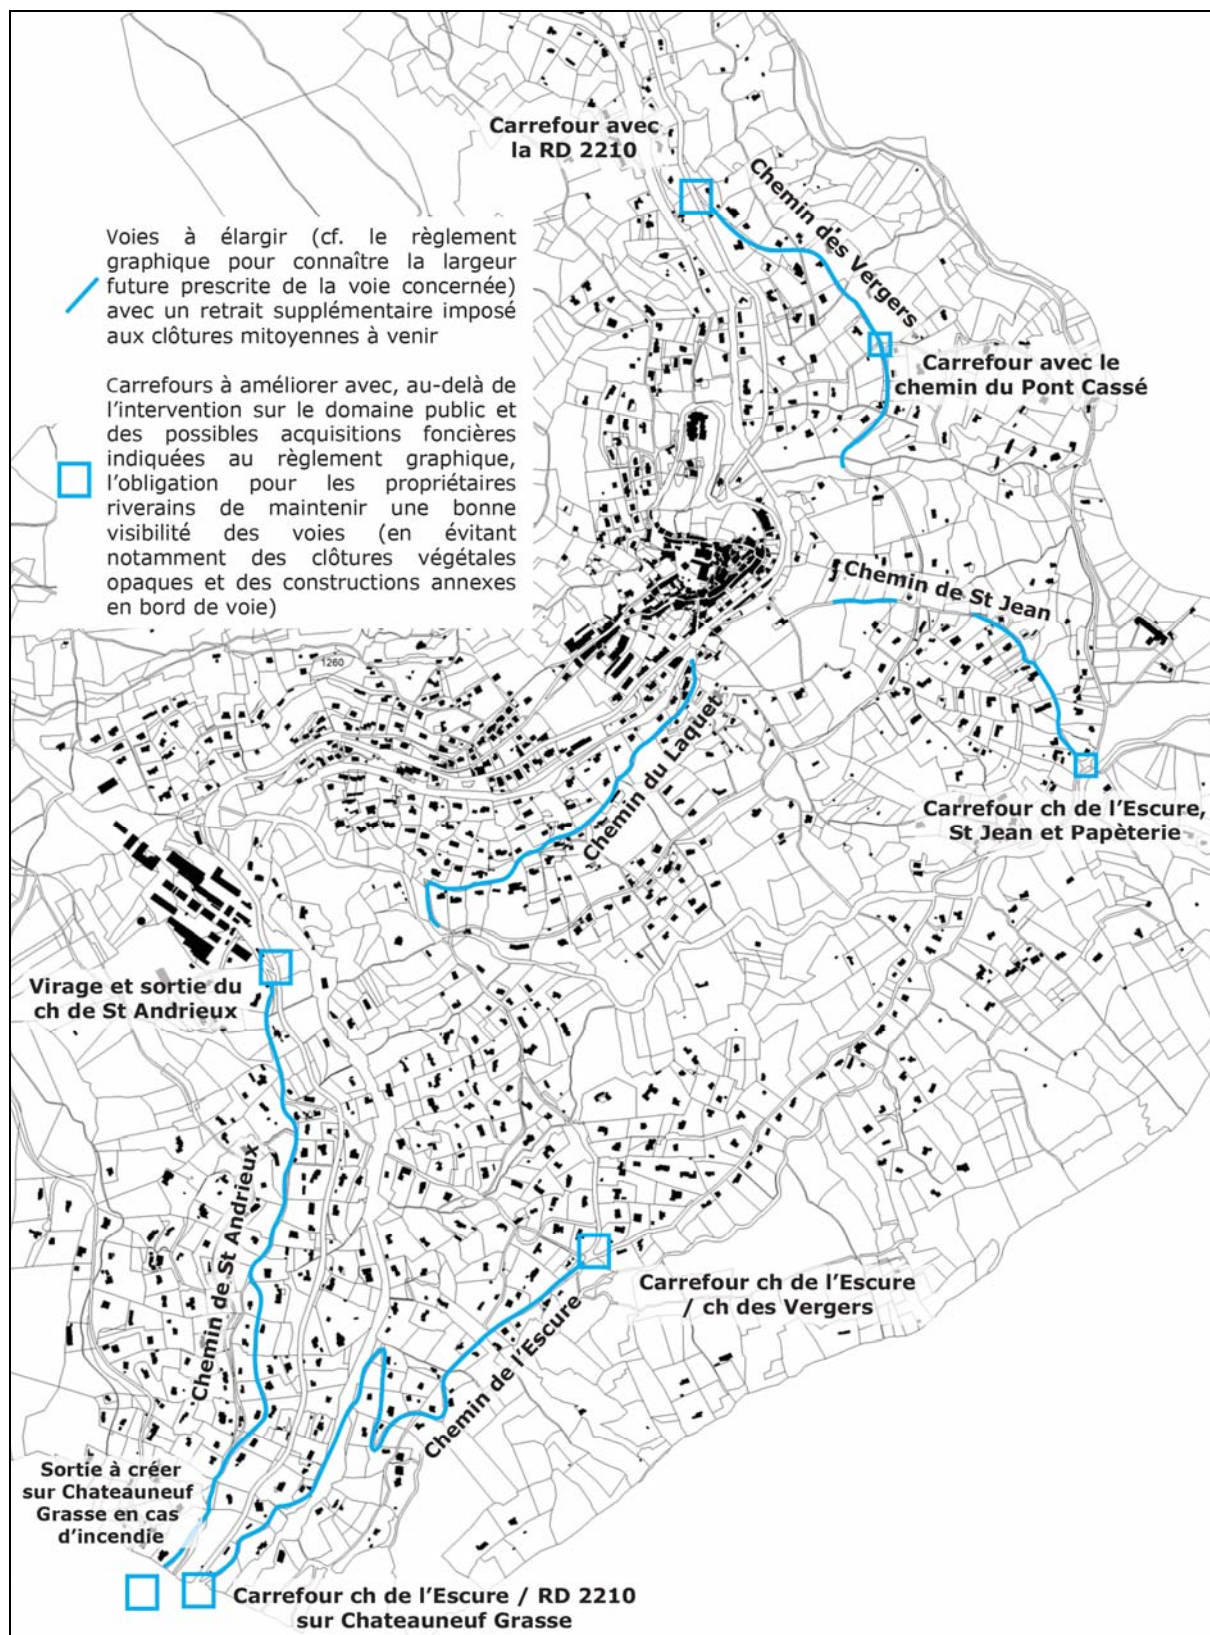 Carrefour avec
la RD 2210
Chemin des Vergers
Voies à élargir (cf. le règlement
graphique pour connaître la largeur
future prescrite de la voie concernée)
avec un retrait supplémentaire imposé
aux clôtures mitoyennes à venir
Carrefour avec le
chemin du Pont Cassé
Carrefours à améliorer avec, au-delà de
l'intervention sur le domaine public et
des possibles acquisitions foncières
indiquées au règlement graphique,
l'obligation pour les propriétaires
riverains de maintenir une bonne
visibilité des voies (en évitant
notamment des clôtures végétales
opaques et des constructions annexes
en bord de voie)
Chemin de St Jean
1260
Chemin du Laquet
Carrefour ch de l'Escure,
St Jean et Papèterie
Virage et sortie du
ch de St Andrieux
Chemin de St Andrieux
Carrefour ch de l'Escure
/ ch des Vergers
Chemin de l'Escure
Sortie à créer
sur Chateauneuf
Grasse en cas
d'incendie
Carrefour ch de l'Escure / RD 2210
sur Chateauneuf Grasse